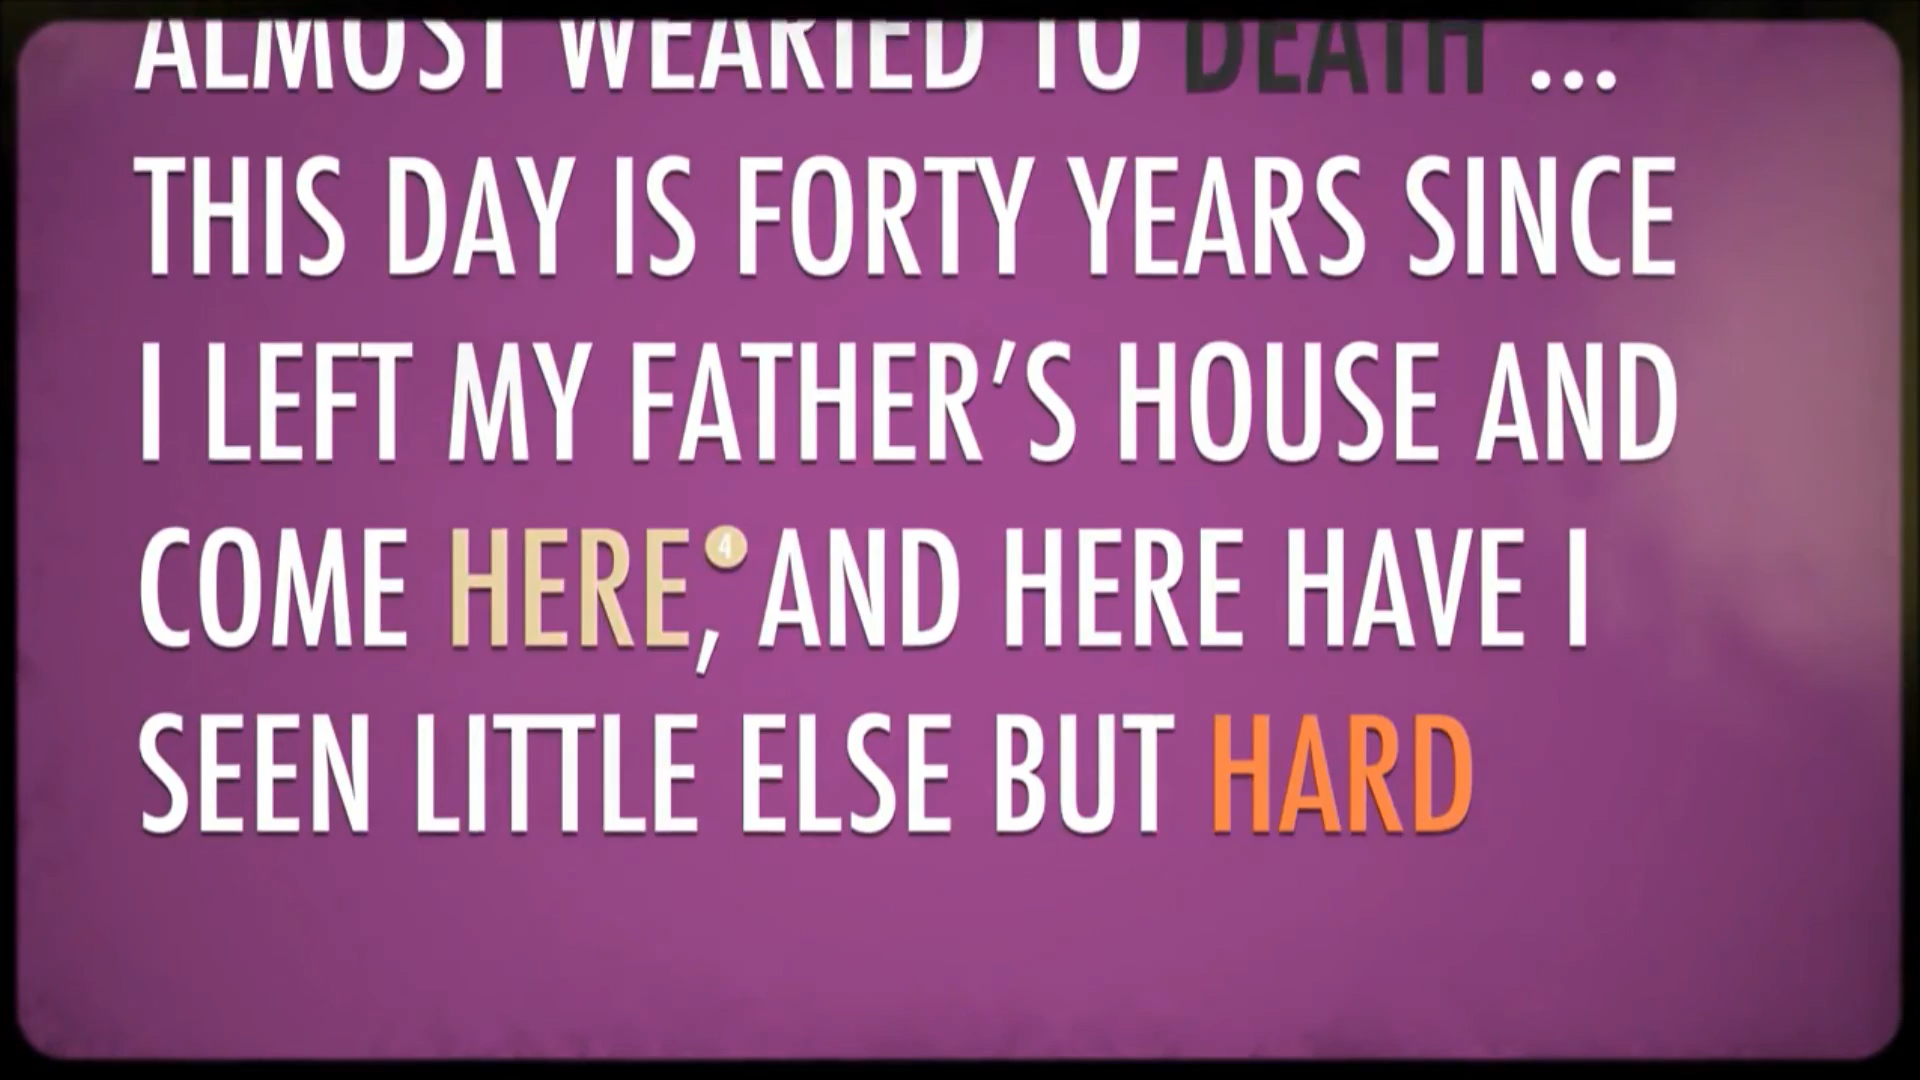 ALMOST WEARIED TO DEATH ...
THIS DAY IS FORTY YEARS SINCE
I LEFT MY FATHER’S HOUSE AND
COME HERE,4 AND HERE HAVE I
SEEN LITTLE ELSE BUT HARD